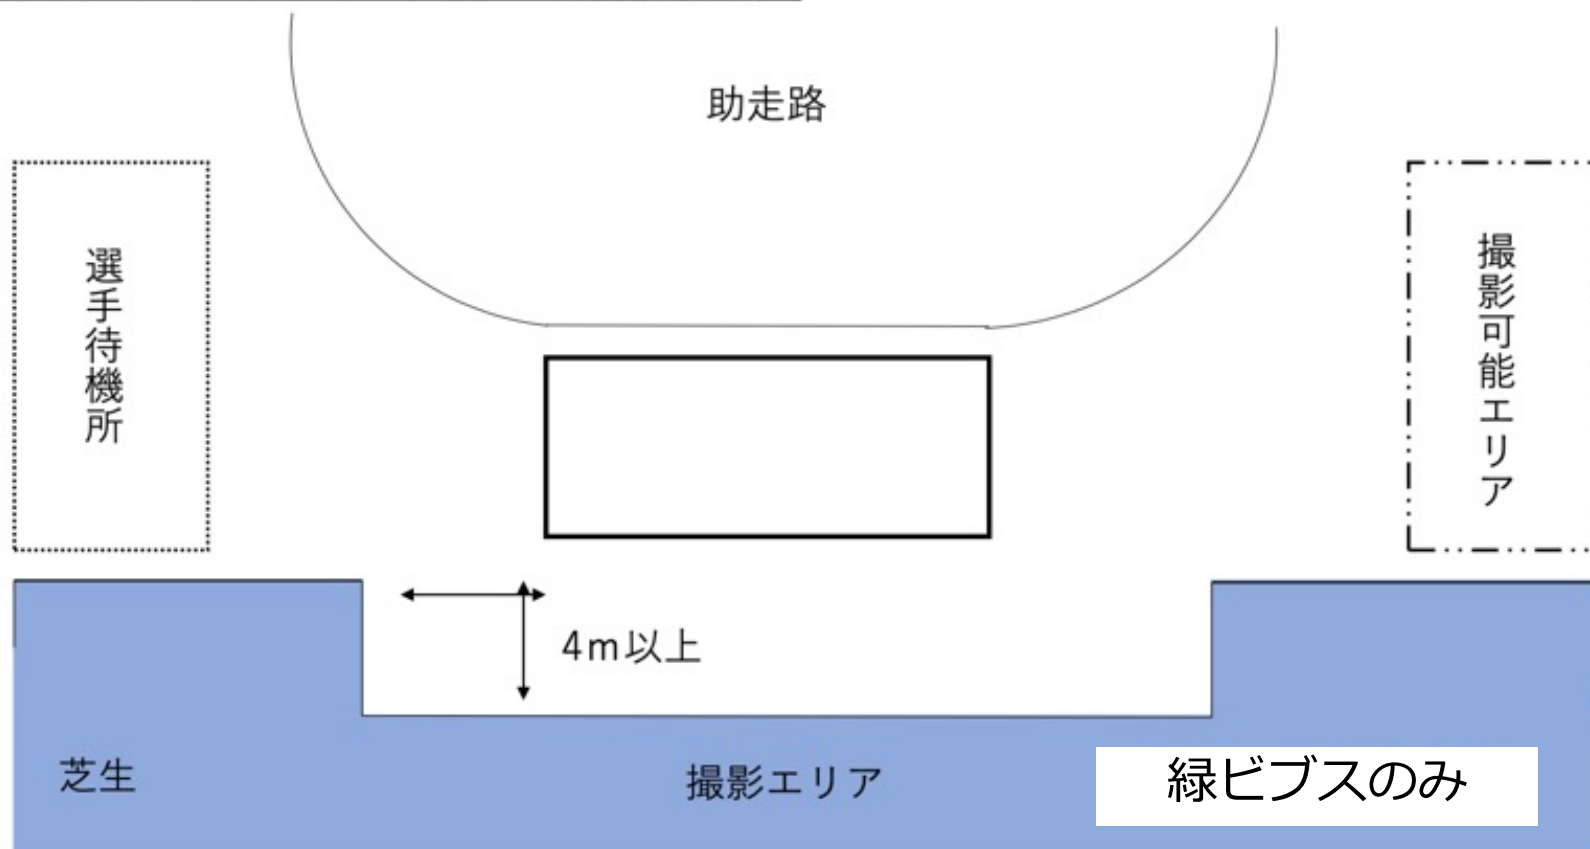 助走路
選手待機所
撮影可能エリア
4m以上
芝生
撮影エリア
緑ビブスのみ